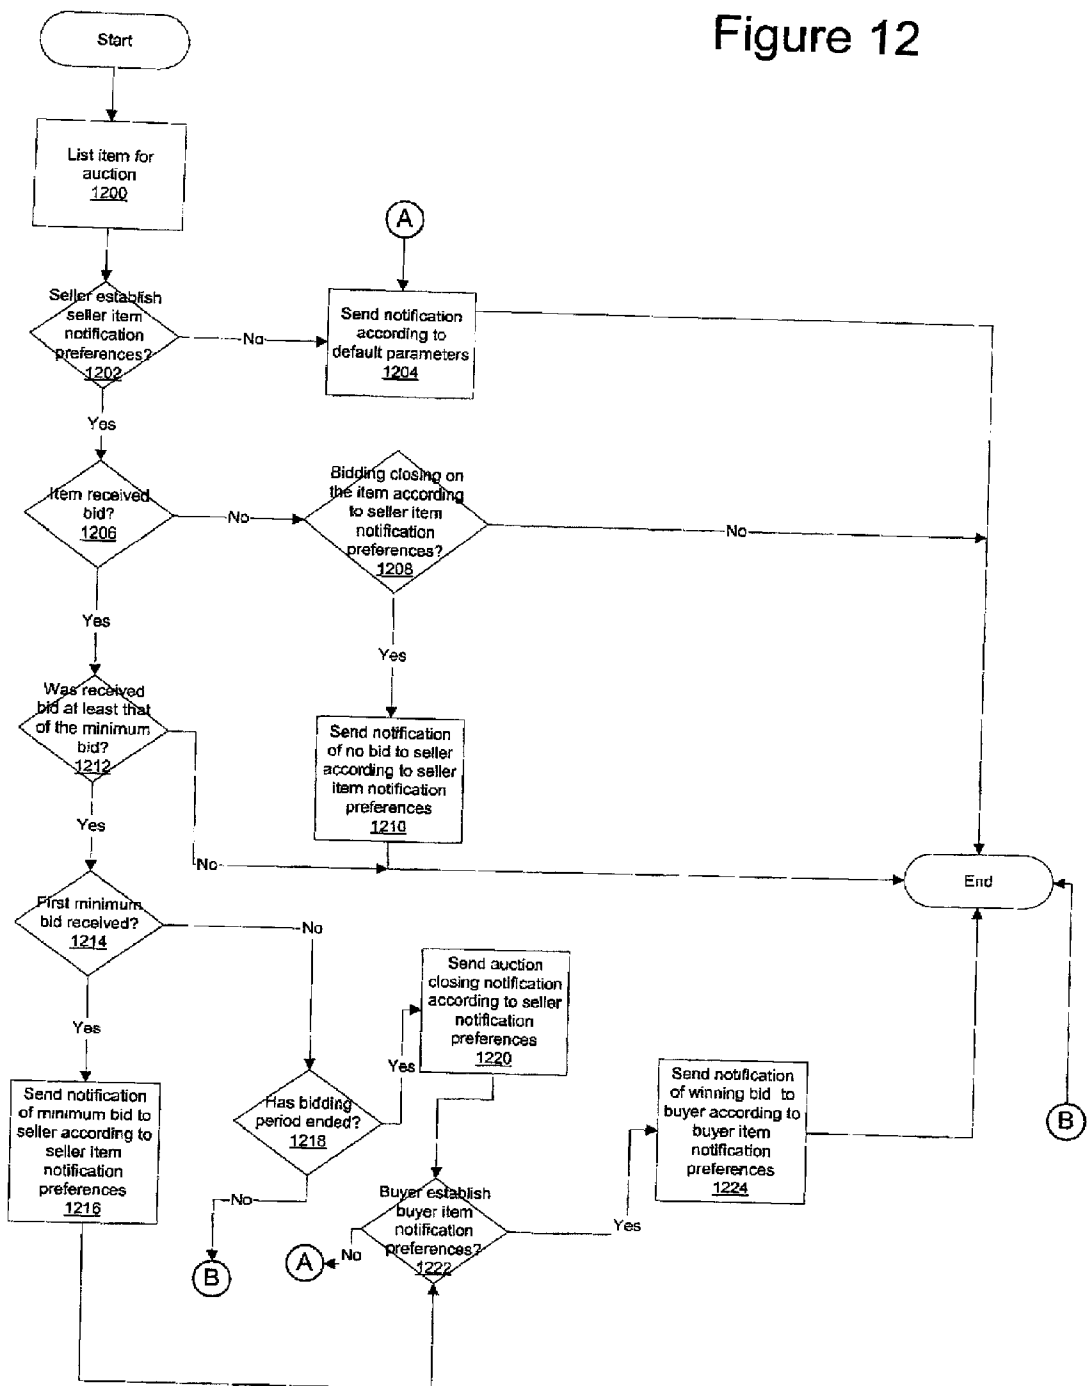 Figure 12
Start
List item for
auction
1200
A
Seller establish
seller item
notification
preferences?
1202
No
Send notification
according to
default parameters
1204
Yes
Item received
bid?
1206
No
Bidding closing on
the item according
to seller item
notification
preferences?
1208
No
Yes
Yes
Was received
bid at least that
of the minimum
bid?
1212
Send notification
of no bid to seller
according to seller
item notification
preferences
1210
Yes
No
End
First minimum
bid received?
1214
No
Send auction
closing notification
according to seller
notification
preferences
1220
Yes
Yes
Send notification
of minimum bid to
seller according to
seller item
notification
preferences
1216
Has bidding
period ended?
1218
Send notification
of winning bid to
buyer according to
buyer item
notification
preferences
1224
B
No
Buyer establish
buyer item
notification
preferences?
1222
Yes
No
A
B